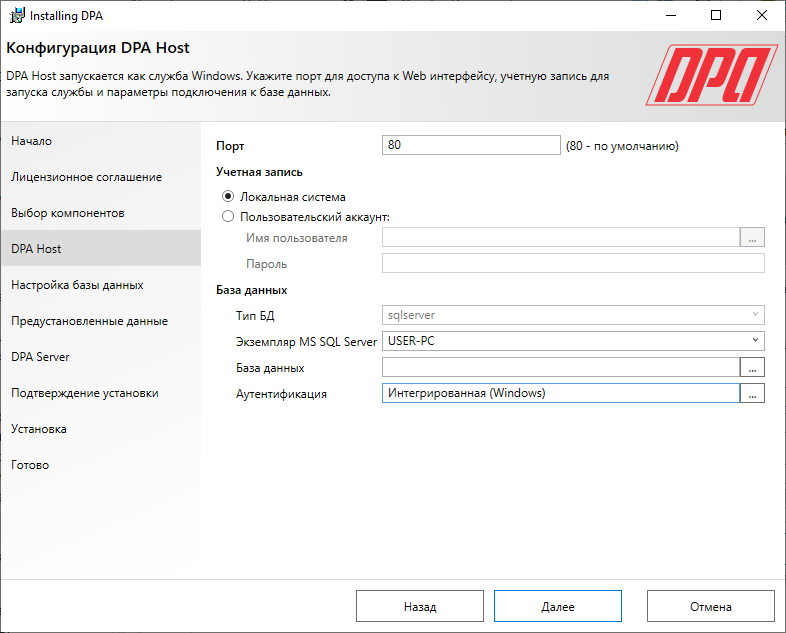 Installing DPA
Конфигурация DPA Host
DPA Host запускается как служба Windows. Укажите порт для доступа к Web интерфейсу, учетную запись для
запуска службы и параметры подключения к базе данных.
DPA
Начало
Лицензионное соглашение
Выбор компонентов
DPA Host
Настройка базы данных
Предустановленные данные
DPA Server
Подтверждение установки
Установка
Готово
Порт 80 (80 - по умолчанию)
Учетная запись
Локальная система
Пользовательский аккаунт:
Имя пользователя ...
Пароль
База данных
Тип БД sqlserver
Экземпляр MS SQL Server USER-PC
База данных ...
Аутентификация Интегрированная (Windows) ...
Назад Далее Отмена